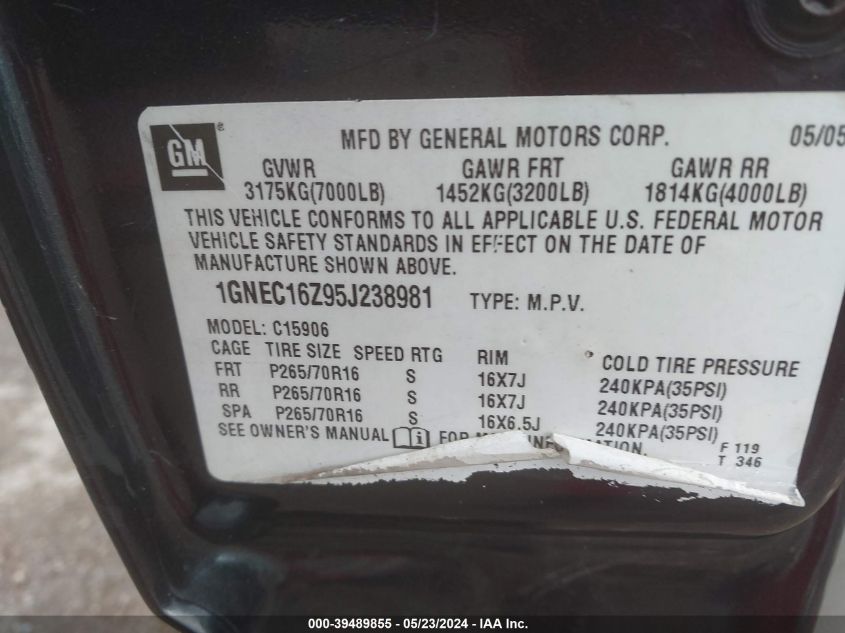 GM ® MFD BY GENERAL MOTORS CORP. 05/05
GVWR GAWR FRT GAWR RR
3175KG(7000LB) 1452KG(3200LB) 1814KG(4000LB)
THIS VEHICLE CONFORMS TO ALL APPLICABLE U.S. FEDERAL MOTOR
VEHICLE SAFETY STANDARDS IN EFFECT ON THE DATE OF
MANUFACTURE SHOWN ABOVE.
1GNEC16Z95J238981 TYPE: M.P.V.
MODEL: C15906
CAGE TIRE SIZE SPEED RTG RIM COLD TIRE PRESSURE
FRT P265/70R16 S 16X7J 240KPA(35PSI)
RR P265/70R16 S 16X7J 240KPA(35PSI)
SPA P265/70R16 S 16X6.5J 240KPA(35PSI)
SEE OWNER'S MANUAL FOR
F 119
T 346
000-39489855 - 05/23/2024 - IAA Inc.